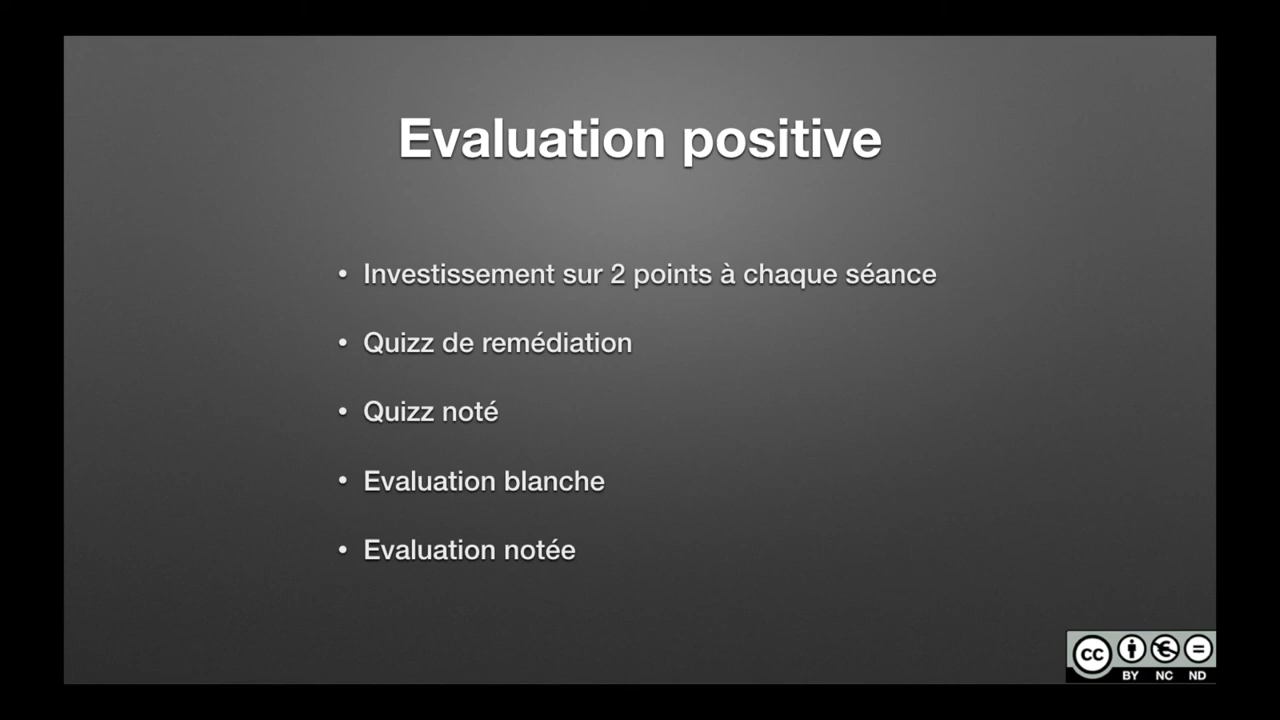 Evaluation positive
• Investissement sur 2 points à chaque séance
• Quizz de remédiation
• Quizz noté
• Evaluation blanche
• Evaluation notée
cc
BY NC ND